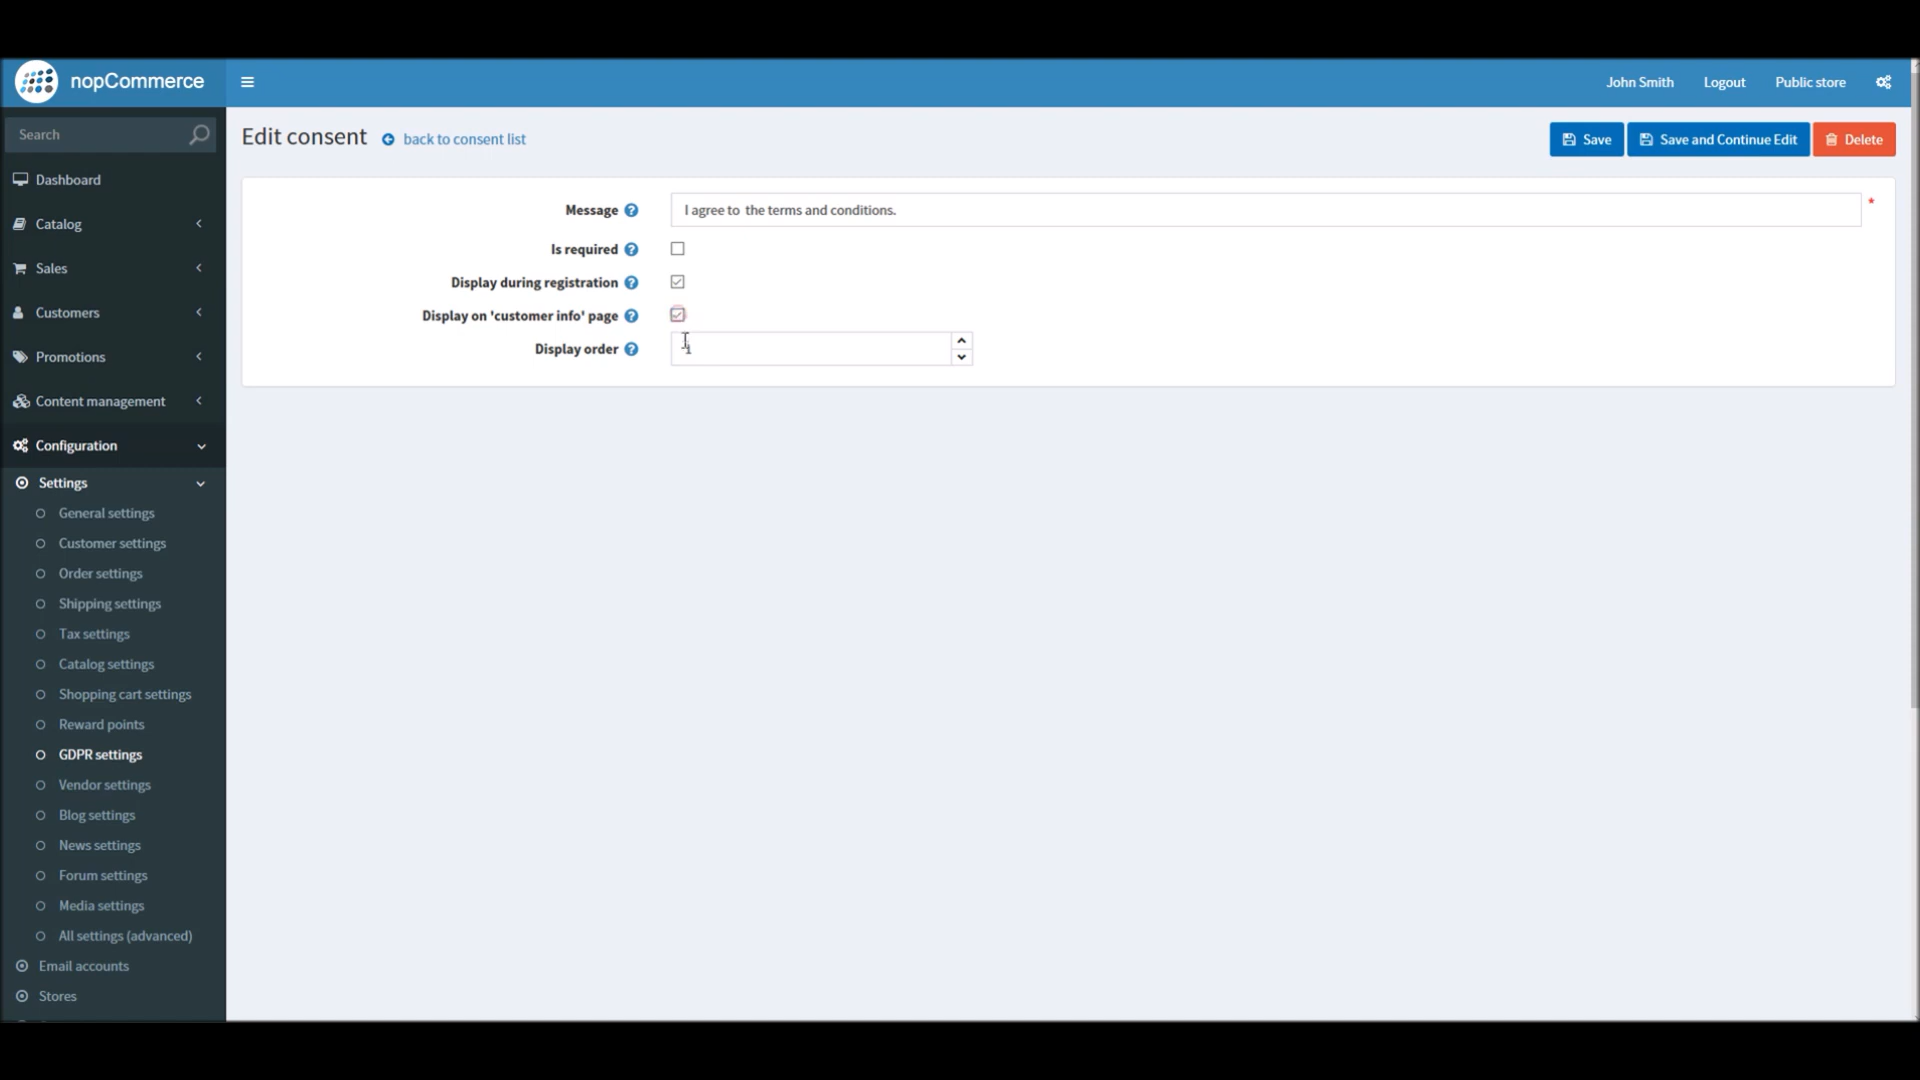 nopCommerce
John Smith
Logout
Public store
Search
Edit consent
back to consent list
Save
Save and Continue Edit
Delete
Dashboard
Catalog
Sales
Customers
Promotions
Content management
Configuration
Settings
General settings
Customer settings
Order settings
Shipping settings
Tax settings
Catalog settings
Shopping cart settings
Reward points
GDPR settings
Vendor settings
Blog settings
News settings
Forum settings
Media settings
All settings (advanced)
Email accounts
Stores
Message
I agree to the terms and conditions.
*
Is required
Display during registration
Display on 'customer info' page
Display order
1